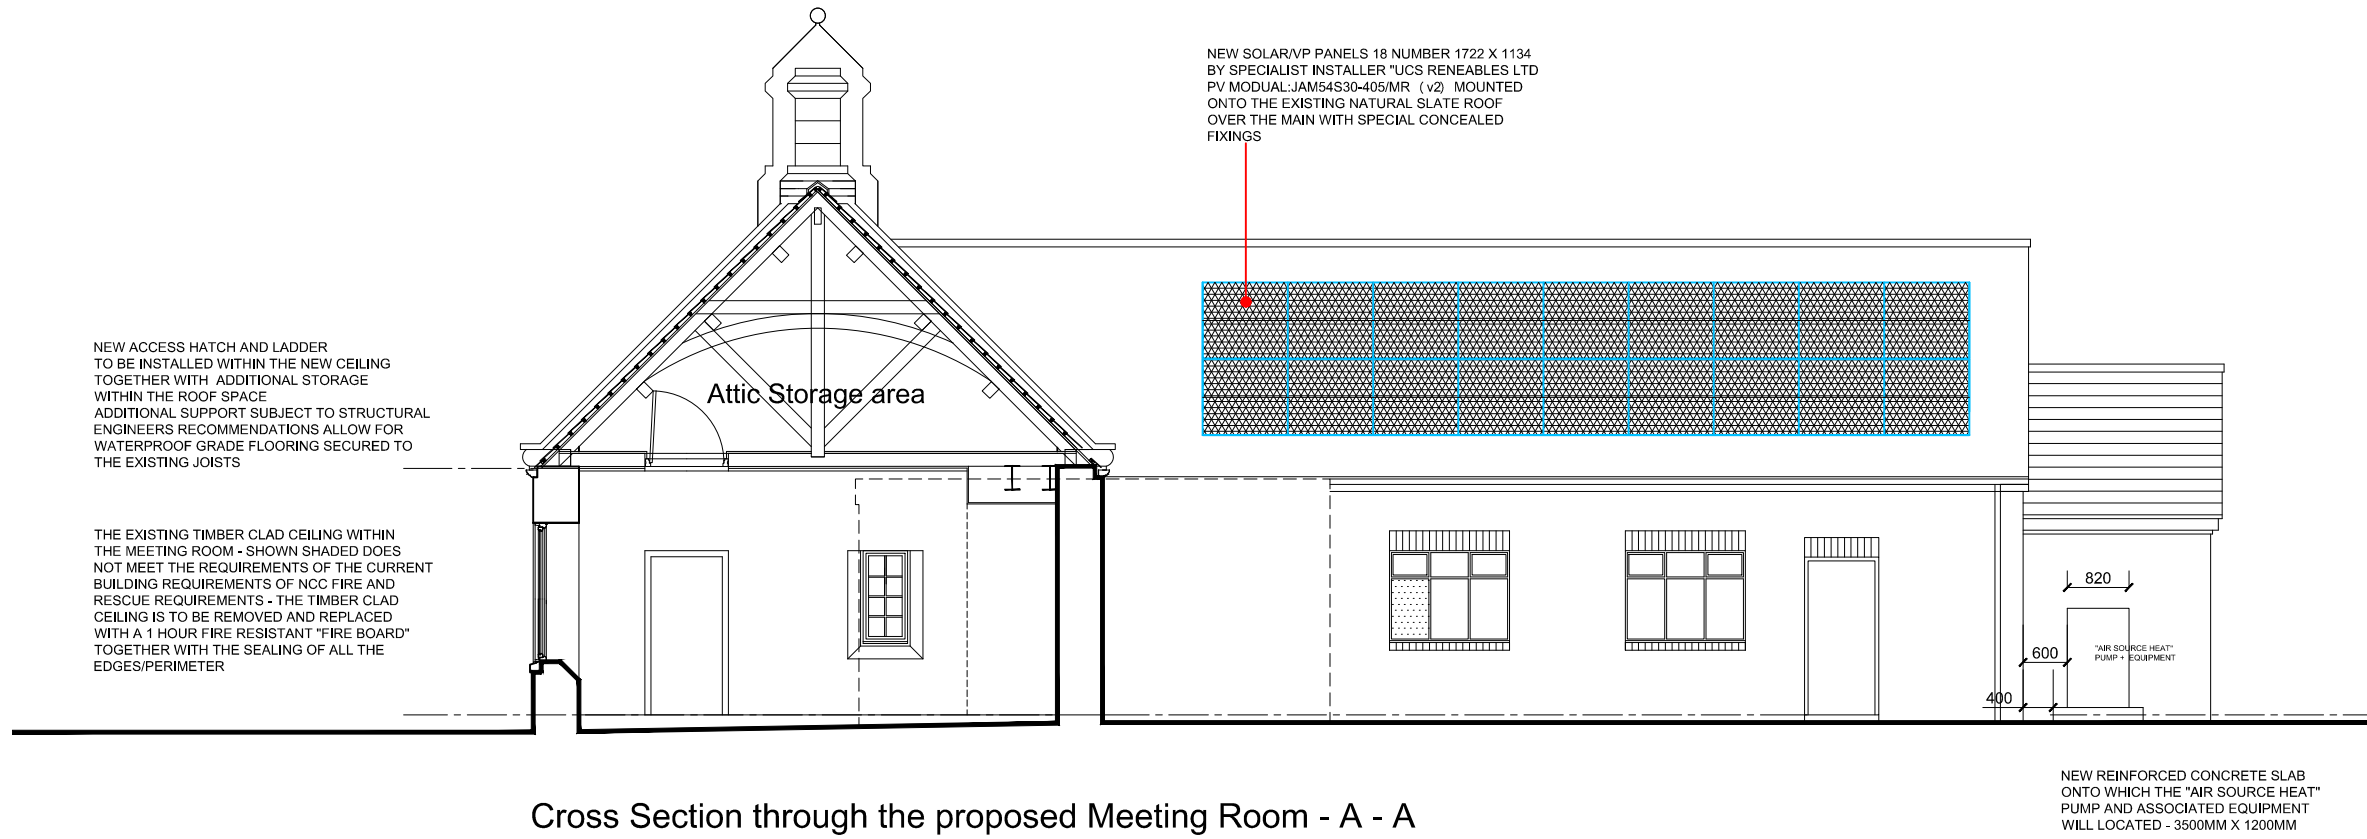 NEW SOLAR/VP PANELS 18 NUMBER 1722 X 1134
BY SPECIALIST INSTALLER "UCS RENEABLES LTD
PV MODUAL:JAM54S30-405/MR ( v2) MOUNTED
ONTO THE EXISTING NATURAL SLATE ROOF
OVER THE MAIN WITH SPECIAL CONCEALED
FIXINGS
NEW ACCESS HATCH AND LADDER
TO BE INSTALLED WITHIN THE NEW CEILING
TOGETHER WITH ADDITIONAL STORAGE
WITHIN THE ROOF SPACE
ADDITIONAL SUPPORT SUBJECT TO STRUCTURAL
ENGINEERS RECOMMENDATIONS ALLOW FOR
WATERPROOF GRADE FLOORING SECURED TO
THE EXISTING JOISTS
Attic Storage area
THE EXISTING TIMBER CLAD CEILING WITHIN
THE MEETING ROOM - SHOWN SHADED DOES
NOT MEET THE REQUIREMENTS OF THE CURRENT
BUILDING REQUIREMENTS OF NCC FIRE AND
RESCUE REQUIREMENTS - THE TIMBER CLAD
CEILING IS TO BE REMOVED AND REPLACED
WITH A 1 HOUR FIRE RESISTANT "FIRE BOARD"
TOGETHER WITH THE SEALING OF ALL THE
EDGES/PERIMETER
820
600
"AIR SOURCE HEAT"
PUMP + EQUIPMENT
400
NEW REINFORCED CONCRETE SLAB
ONTO WHICH THE "AIR SOURCE HEAT"
PUMP AND ASSOCIATED EQUIPMENT
WILL LOCATED - 3500MM X 1200MM
Cross Section through the proposed Meeting Room - A - A